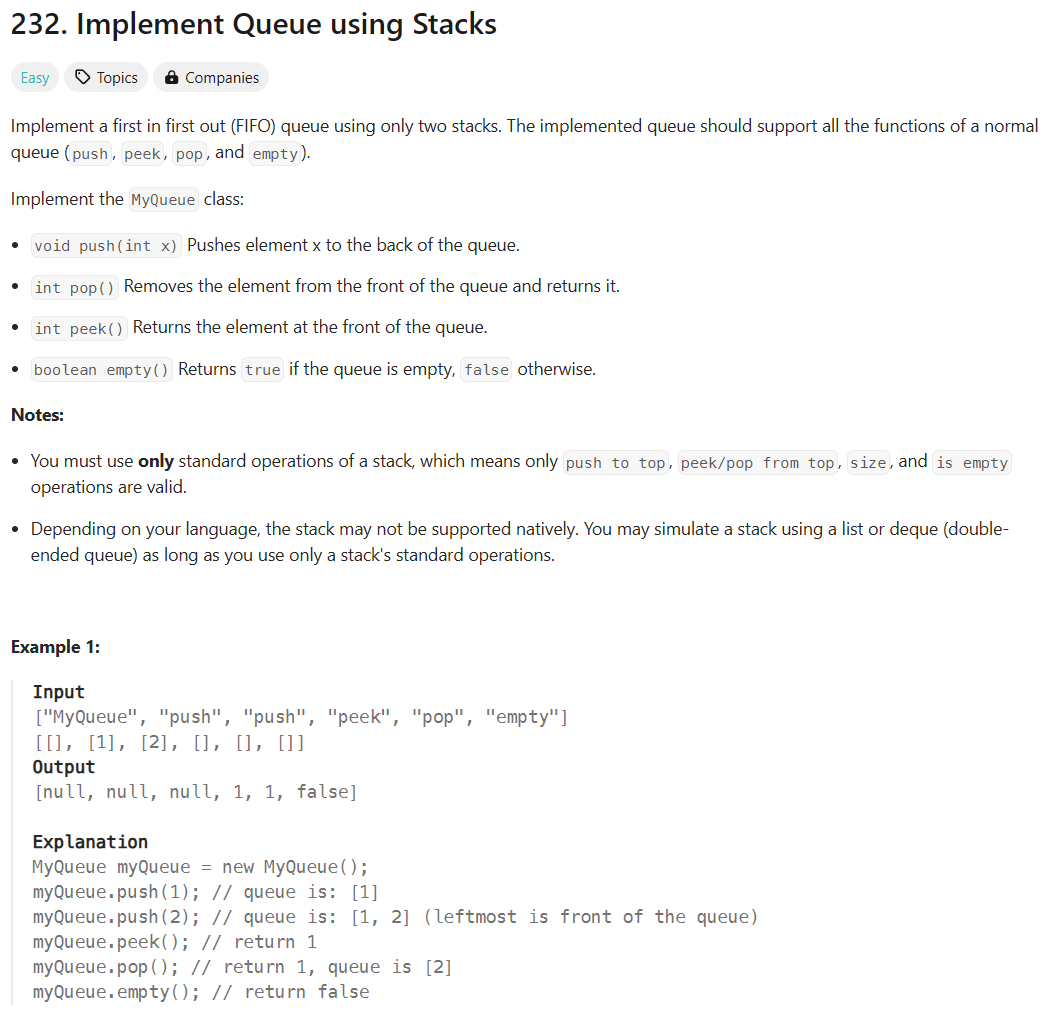 232. Implement Queue using Stacks
Easy Topics Companies
Implement a first in first out (FIFO) queue using only two stacks. The implemented queue should support all the functions of a normal
queue (push, peek, pop, and empty).
Implement the MyQueue class:
• void push(int x) Pushes element x to the back of the queue.
• int pop() Removes the element from the front of the queue and returns it.
• int peek() Returns the element at the front of the queue.
• boolean empty() Returns true if the queue is empty, false otherwise.
Notes:
• You must use only standard operations of a stack, which means only push to top, peek/pop from top, size, and is empty
operations are valid.
• Depending on your language, the stack may not be supported natively. You may simulate a stack using a list or deque (double-
ended queue) as long as you use only a stack's standard operations.
Example 1:
Input
["MyQueue", "push", "push", "peek", "pop", "empty"]
[[], [1], [2], [], [], []]
Output
[null, null, null, 1, 1, false]
Explanation
MyQueue myQueue = new MyQueue();
myQueue.push(1); // queue is: [1]
myQueue.push(2); // queue is: [1, 2] (leftmost is front of the queue)
myQueue.peek(); // return 1
myQueue.pop(); // return 1, queue is [2]
myQueue.empty(); // return false